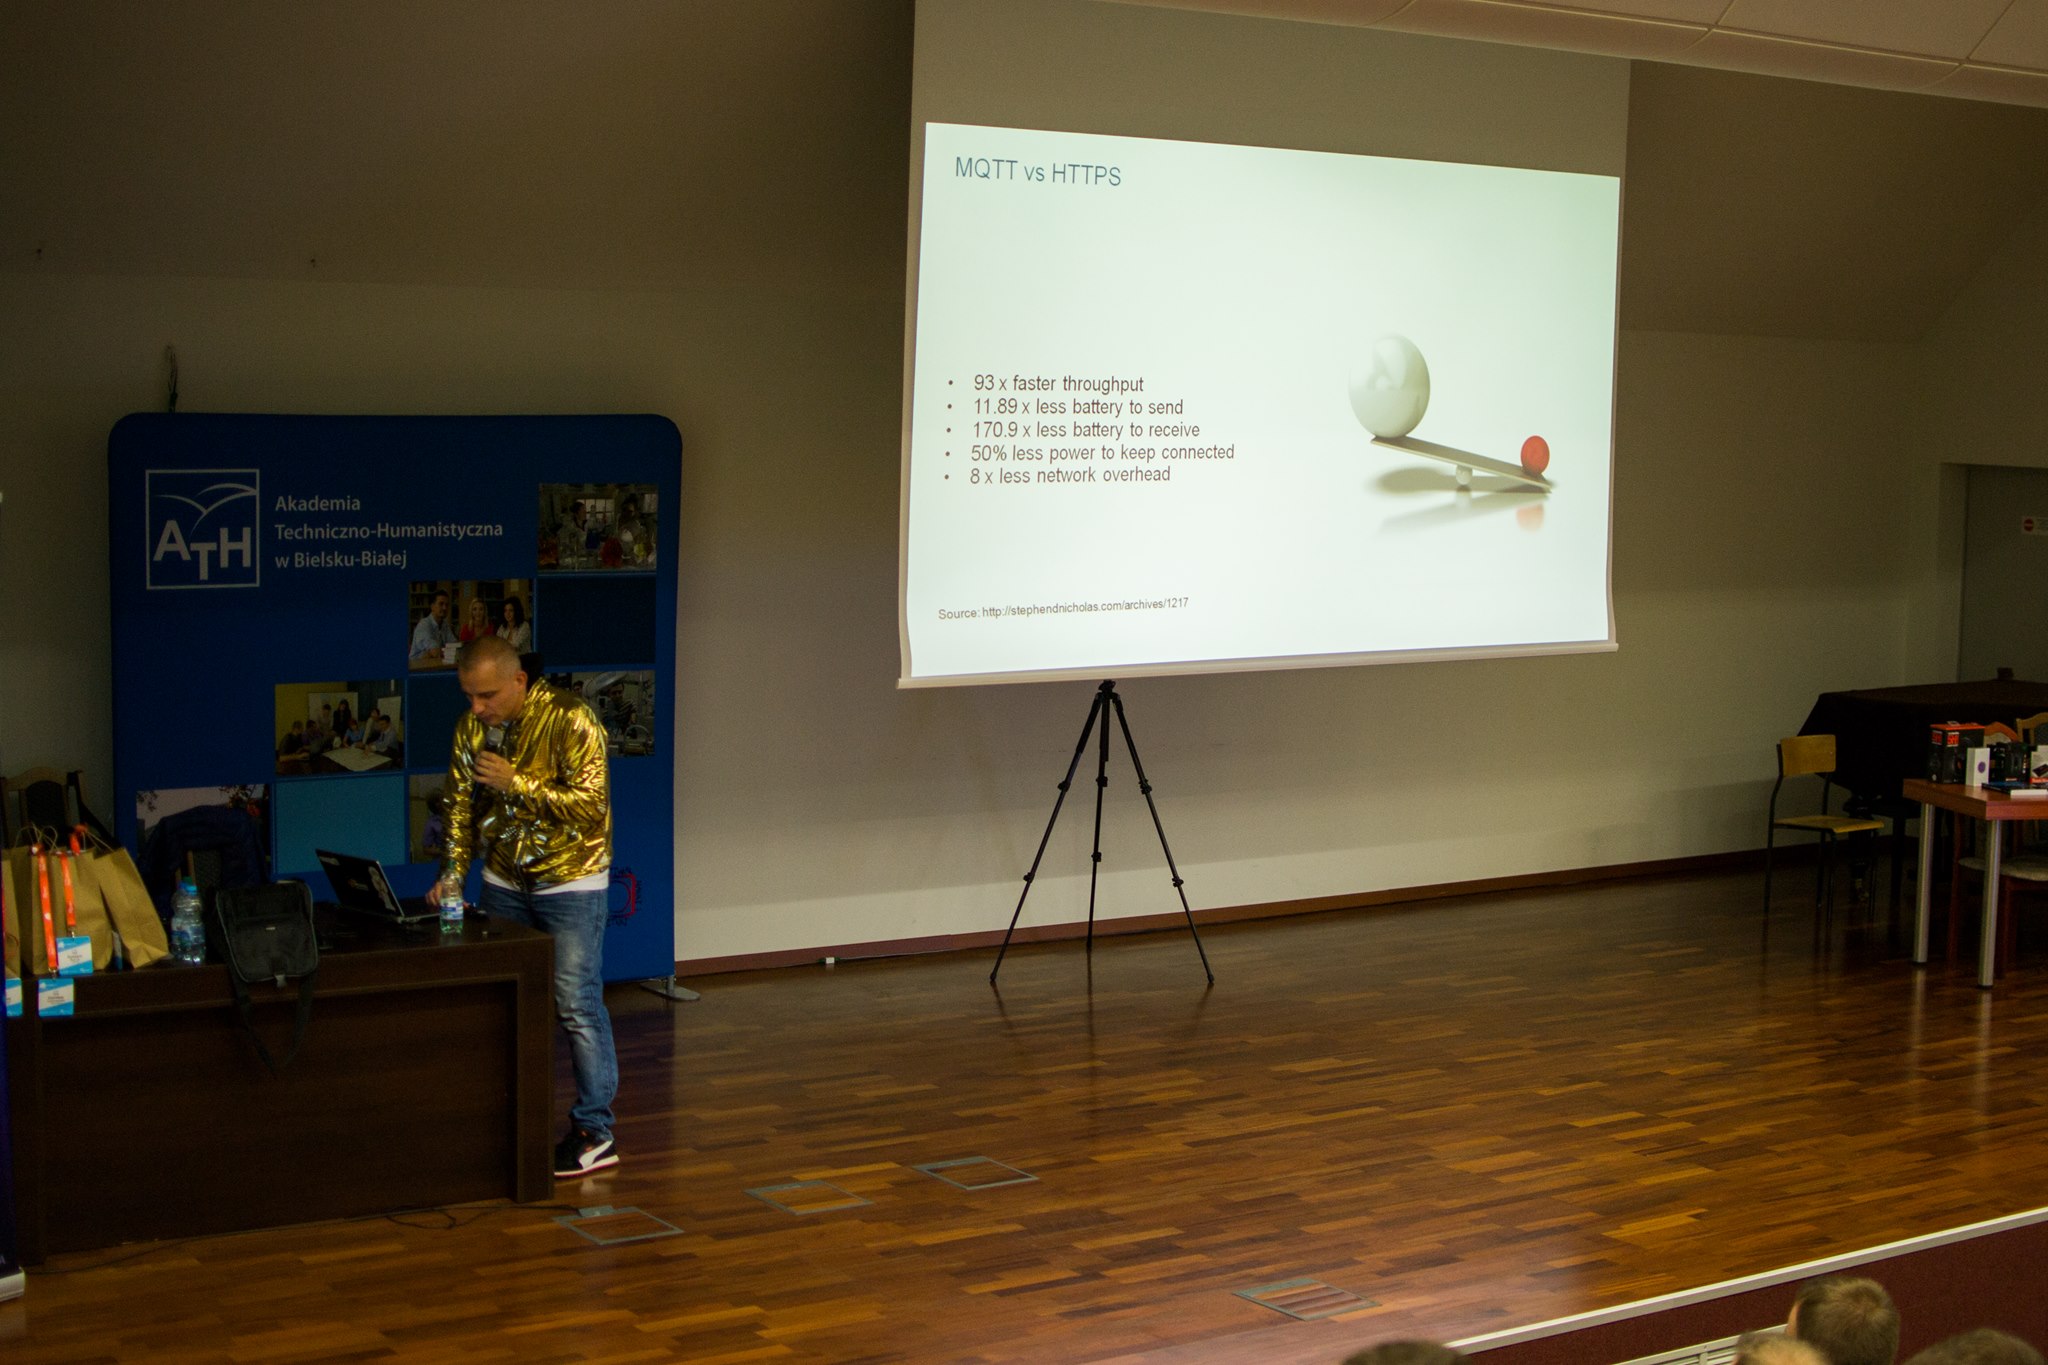 MQTT vs HTTPS
• 93 x faster throughput
• 11.89 x less battery to send
• 170.9 x less battery to receive
• 50% less power to keep connected
• 8 x less network overhead
Source: http://stephendnicholas.com/archives/1217
ATH
Akademia
Techniczno-Humanistyczna
w Bielsku-Białej